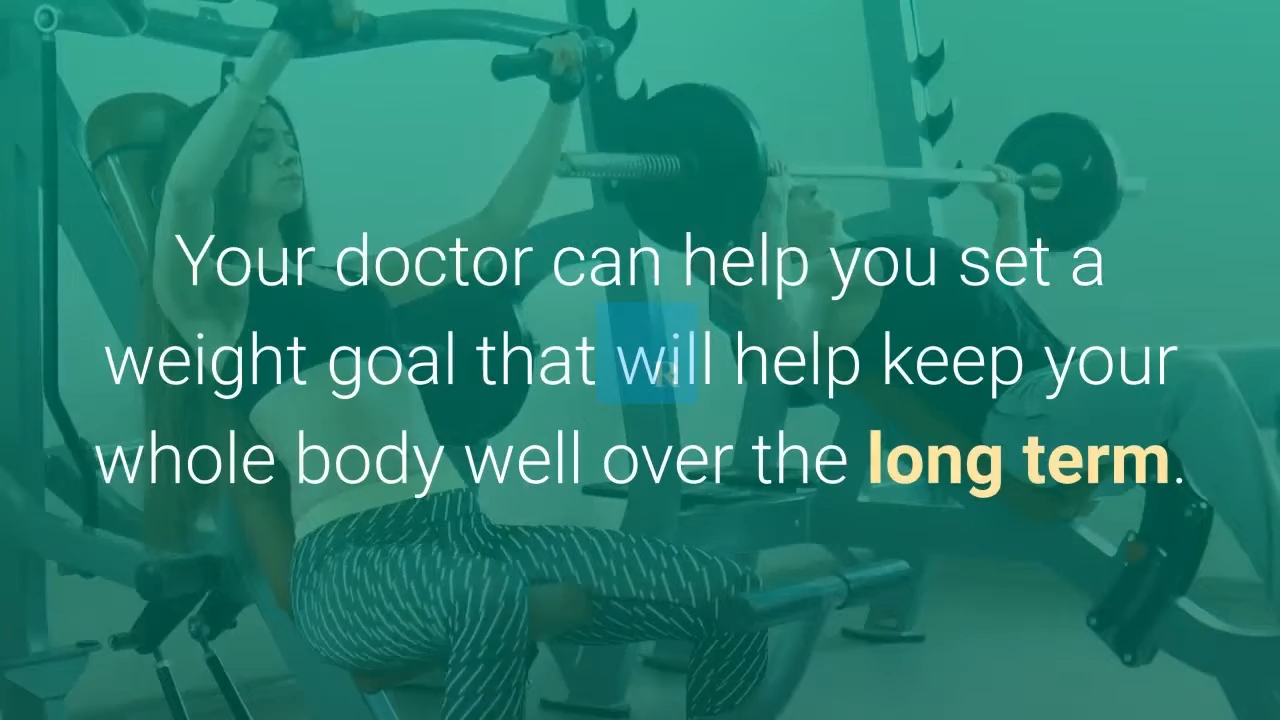 Your doctor can help you set a
weight goal that will help keep your
whole body well over the long term.